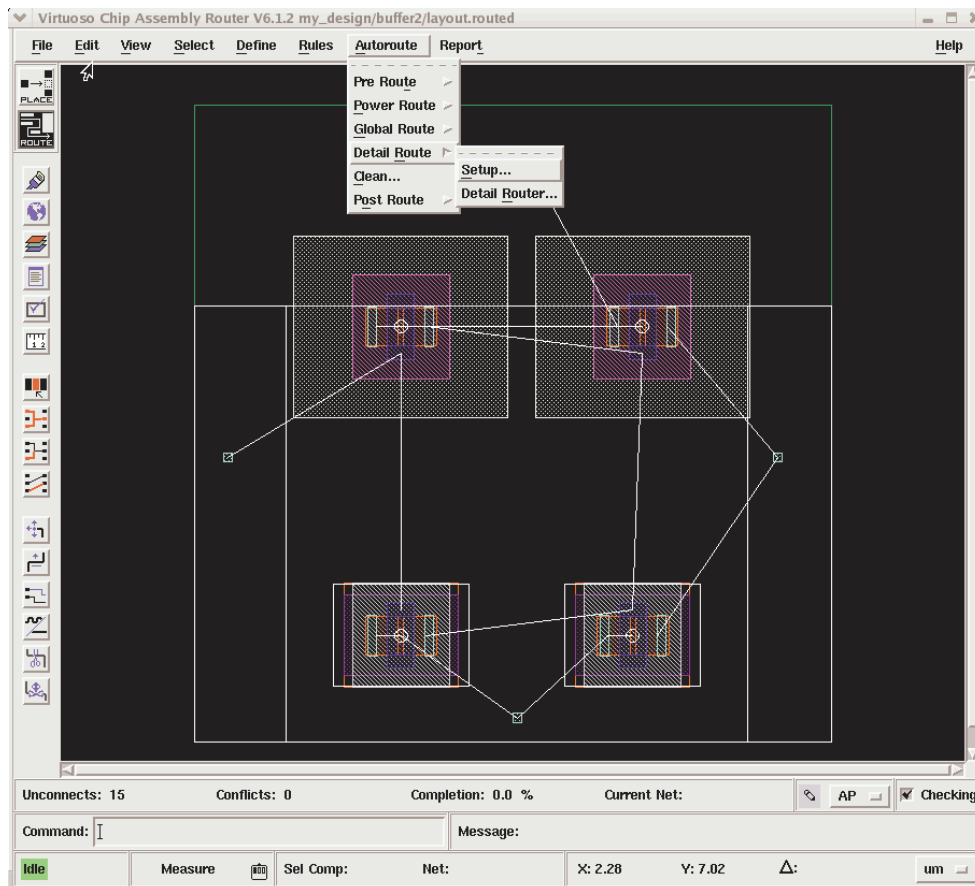 Virtuoso Chip Assembly Router V6.1.2 my_design/buffer2/layout.routed
File Edit View Select Define Rules Autoroute Report Help
PLACE
ROUTE
Pre Route
Power Route
Global Route
Detail Route
Clean...
Post Route
Setup...
Detail Router...
1 2
Unconnects: 15 Conflicts: 0 Completion: 0.0 % Current Net: AP Checking
Command: Message:
Idle Measure Sel Comp: Net: X: 2.28 Y: 7.02 Δ: um